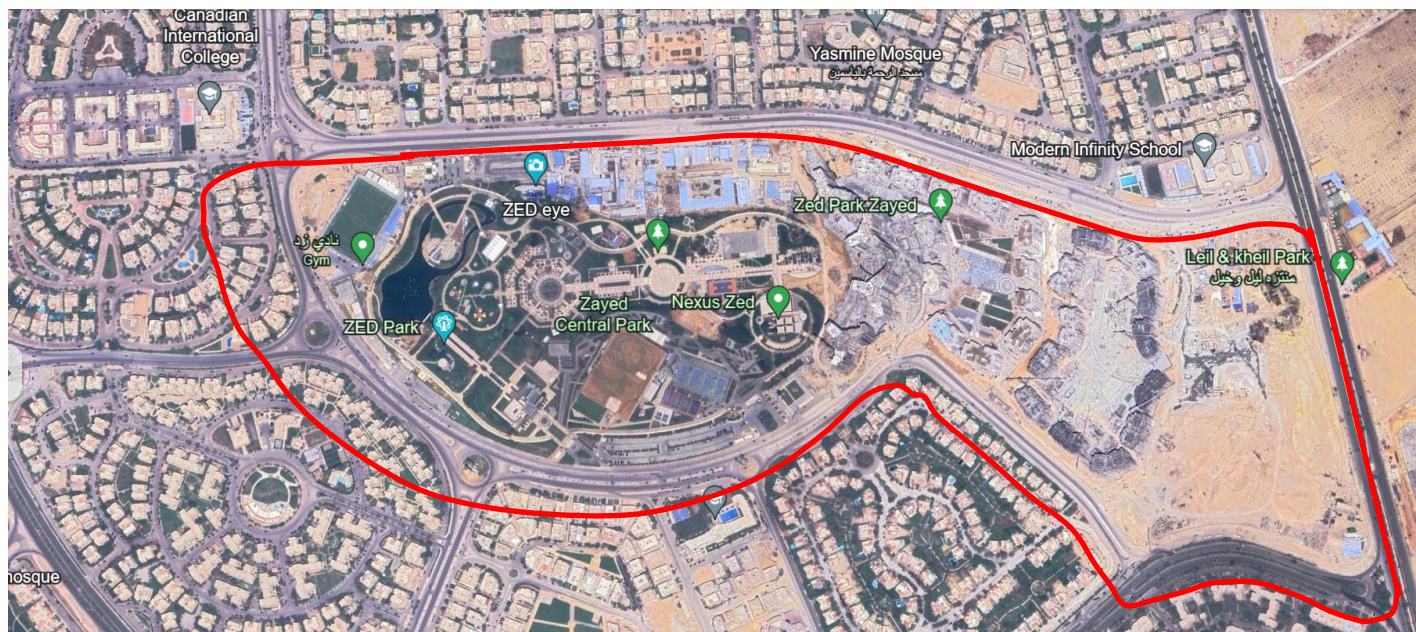 Canadian
International
College
Yasmine Mosque
مسجد الرحمة بالياسمين
Modern Infinity School
ZED eye
Zed Park Zayed
نادي زد
Gym
Leil & kheil Park
منتزه ليل وخيل
ZED Park
Zayed
Central Park
Nexus Zed
nosque